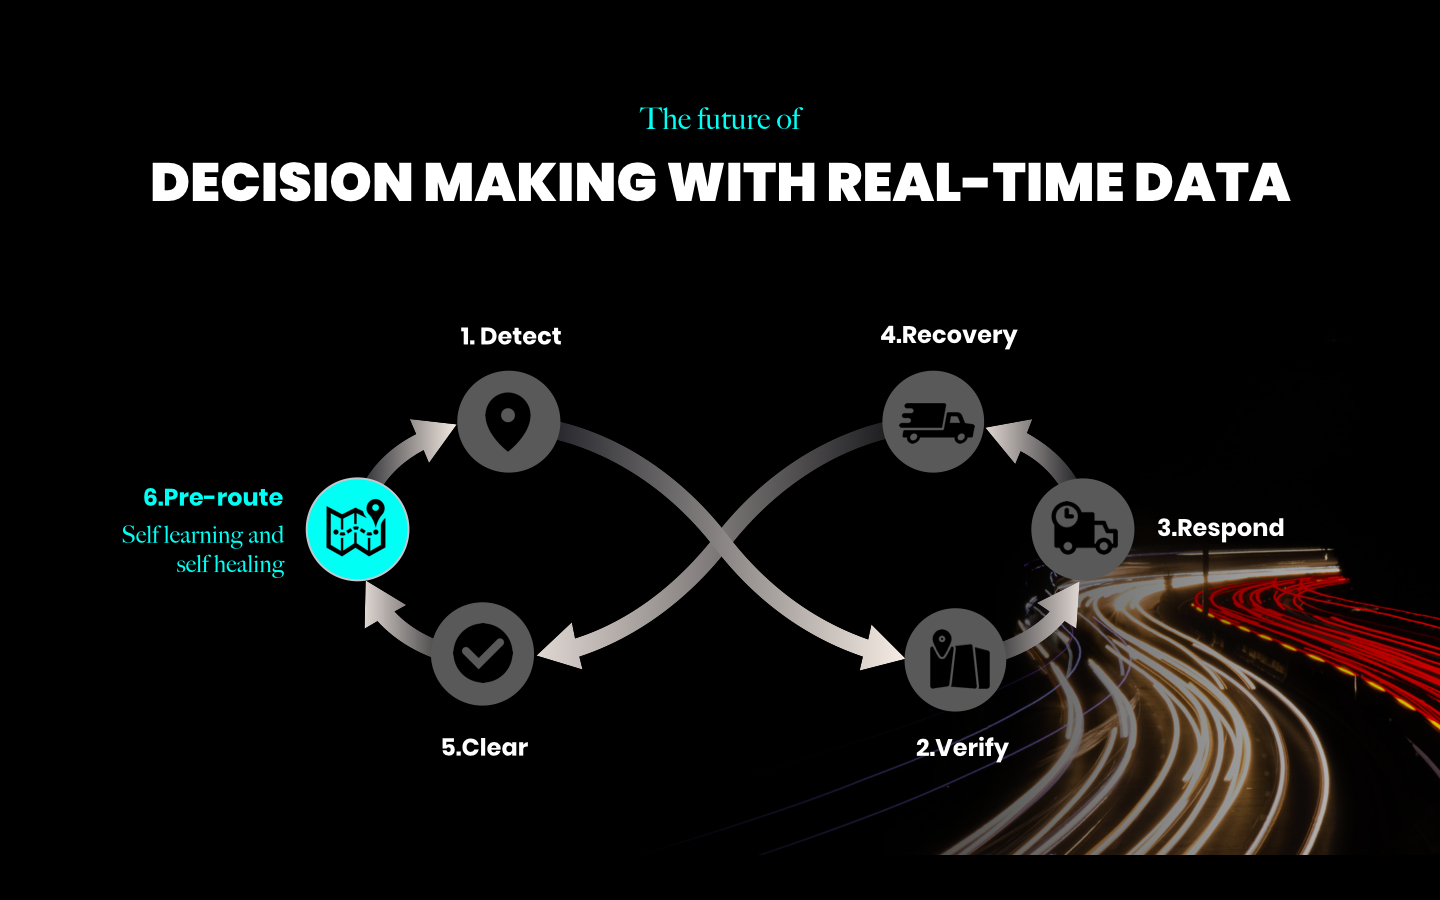 The future of
DECISION MAKING WITH REAL-TIME DATA
1. Detect
4.Recovery
6.Pre-route
Self learning and
self healing
3.Respond
5.Clear
2.Verify